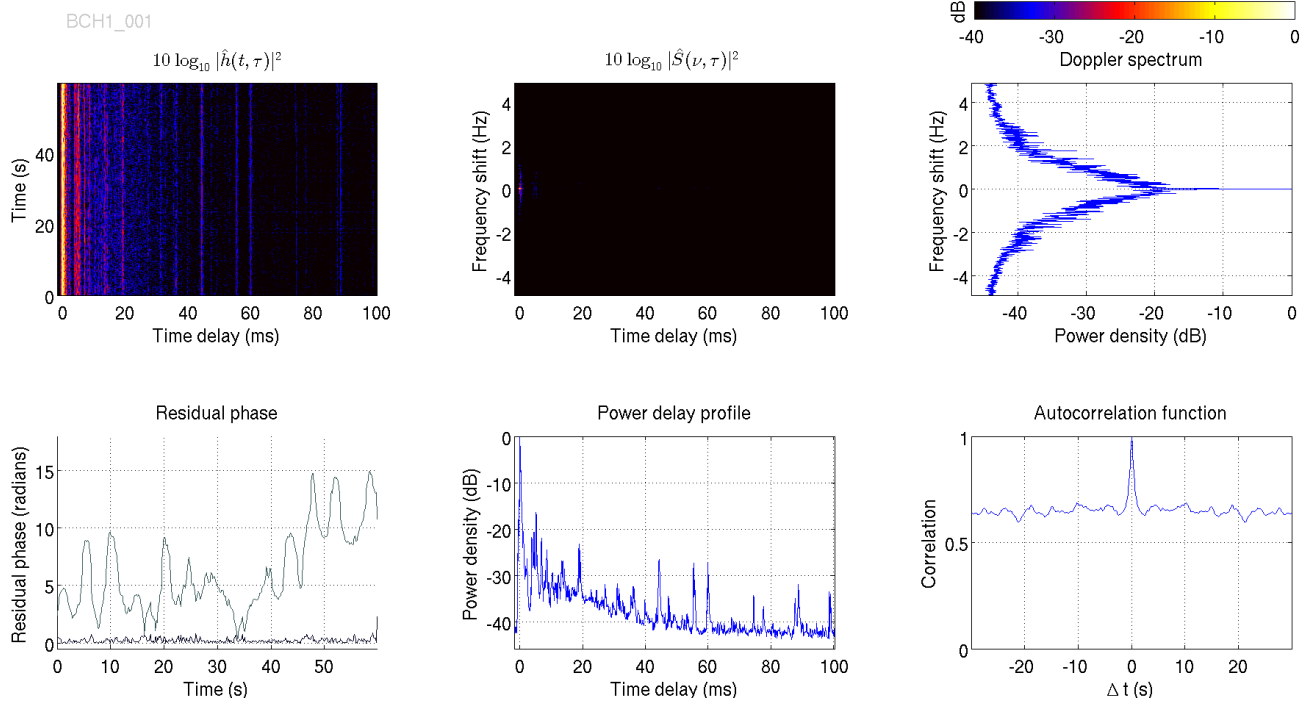 BCH1_001
dB
-40 -30 -20 -10 0
10 log₁₀ |ĥ(t, τ)|²
Time (s)
0 20 40
0 20 40 60 80 100
Time delay (ms)
10 log₁₀ |Ŝ(ν, τ)|²
Frequency shift (Hz)
4 2 0 -2 -4
0 20 40 60 80 100
Time delay (ms)
Doppler spectrum
Frequency shift (Hz)
4 2 0 -2 -4
-40 -30 -20 -10 0
Power density (dB)
Residual phase
Residual phase (radians)
15 10 5 0
0 10 20 30 40 50
Time (s)
Power delay profile
Power density (dB)
0 -10 -20 -30 -40
0 20 40 60 80 100
Time delay (ms)
Autocorrelation function
Correlation
1 0.5 0
-20 -10 0 10 20
Δ t (s)